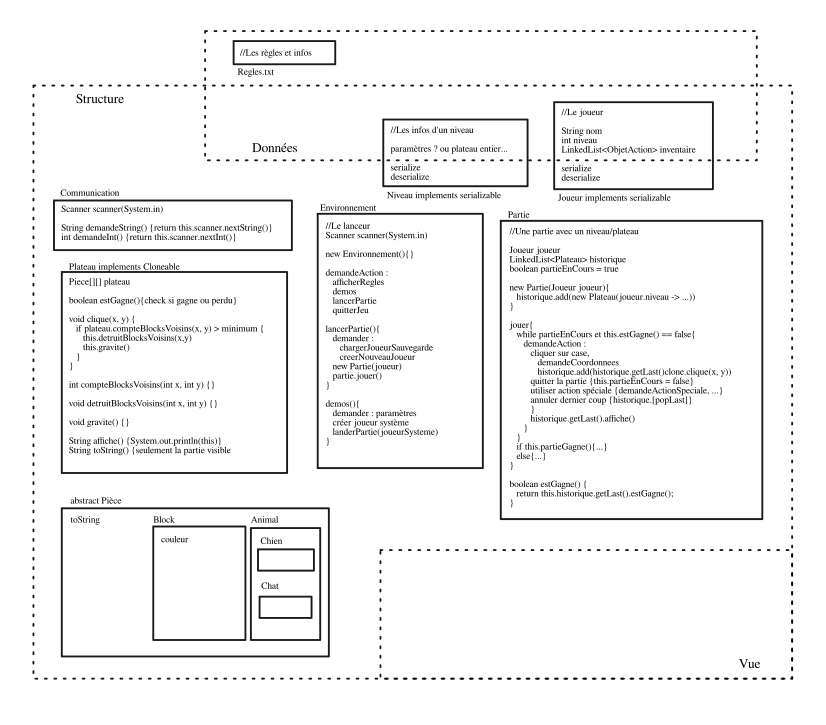 //Les règles et infos
Regles.txt
Structure
Données
//Les infos d'un niveau
paramètres ? ou plateau entier...
serialize
deserialize
Niveau implements serializable
//Le joueur
String nom
int niveau
LinkedList<ObjetAction> inventaire
serialize
deserialize
Joueur implements serializable
Communication
Scanner scanner(System.in)
String demandeString() {return this.scanner.nextString()}
int demandeInt() {return this.scanner.nextInt()}
Plateau implements Cloneable
Piece[][] plateau
boolean estGagne(){check si gagne ou perdu}
void clique(x, y) {
if plateau.compteBlocksVoisins(x, y) > minimum {
this.detruitBlocksVoisins(x,y)
this.gravite()
}
}
int compteBlocksVoisins(int x, int y) {}
void detruitBlocksVoisins(int x, int y) {}
void gravite() {}
String affiche() {System.out.println(this)}
String toString() {seulement la partie visible
Environnement
//Le lanceur
Scanner scanner(System.in)
new Environnement(){}
demandeAction :
afficherRegles
demos
lancerPartie
quitterJeu
lancerPartie(){
demander :
chargerJoueurSauvegarde
creerNouveauJoueur
new Partie(joueur)
partie.jouer()
}
demos(){
demander : paramètres
créer joueur système
landerPartie(joueurSysteme)
}
Partie
//Une partie avec un niveau/plateau
Joueur joueur
LinkedList<Plateau> historique
boolean partieEnCours = true
new Partie(Joueur joueur){
historique.add(new Plateau(joueur.niveau -> ...))
}
jouer{
while partieEnCours et this.estGagne() == false{
demandeAction :
cliquer sur case,
demandeCoordonnees
historique.add(historique.getLast()clone.clique(x, y))
quitter la partie {this.partieEnCours = false}
utiliser action spéciale {demandeActionSpeciale, ...}
annuler dernier coup {historique.[popLast]}
}
historique.getLast().affiche()
}
}
if this.partieGagne(){...}
else{...}
}
boolean estGagne() {
return this.historique.getLast().estGagne();
}
abstract Pièce
toString
Block
couleur
Animal
Chien
Chat
Vue